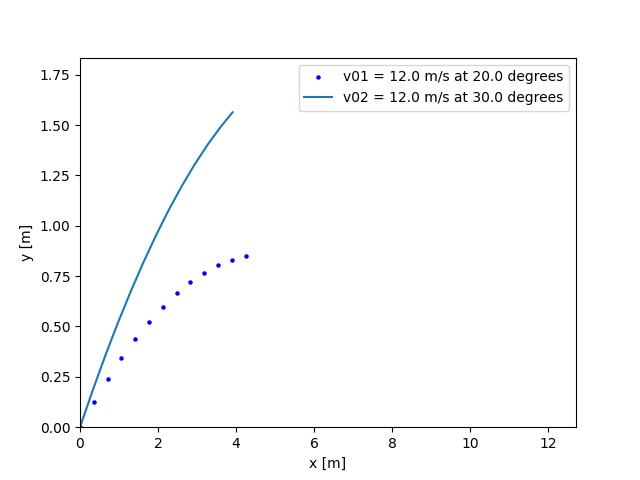 v01 = 12.0 m/s at 20.0 degrees
v02 = 12.0 m/s at 30.0 degrees
1.75
1.50
1.25
1.00
0.75
0.50
0.25
0.00
y [m]
0 2 4 6 8 10 12
x [m]